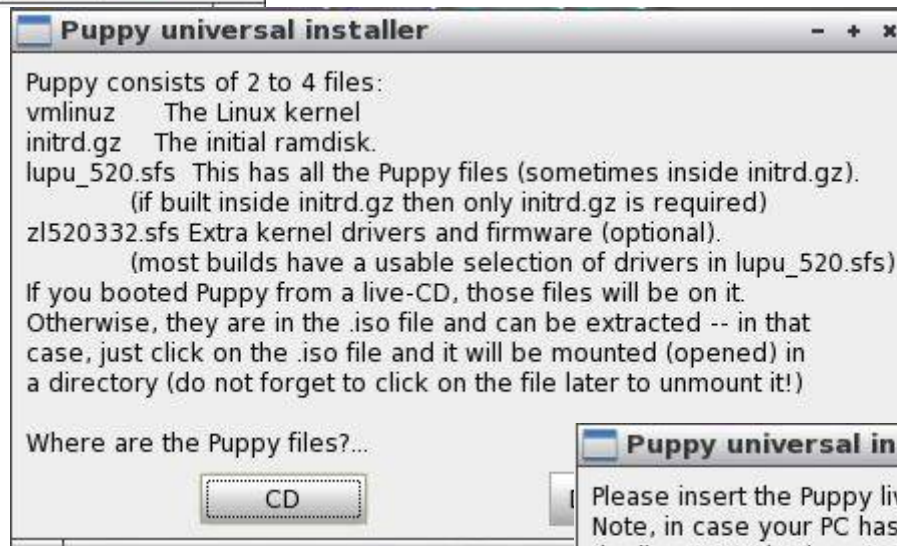 Puppy universal installer
Puppy consists of 2 to 4 files:
vmlinuz The Linux kernel
initrd.gz The initial ramdisk.
lupu_520.sfs This has all the Puppy files (sometimes inside initrd.gz).
(if built inside initrd.gz then only initrd.gz is required)
zl520332.sfs Extra kernel drivers and firmware (optional).
(most builds have a usable selection of drivers in lupu_520.sfs)
If you booted Puppy from a live-CD, those files will be on it.
Otherwise, they are in the .iso file and can be extracted -- in that
case, just click on the .iso file and it will be mounted (opened) in
a directory (do not forget to click on the file later to unmount it!)
Where are the Puppy files?...
CD
Puppy universal in
Please insert the Puppy liv
Note, in case your PC has